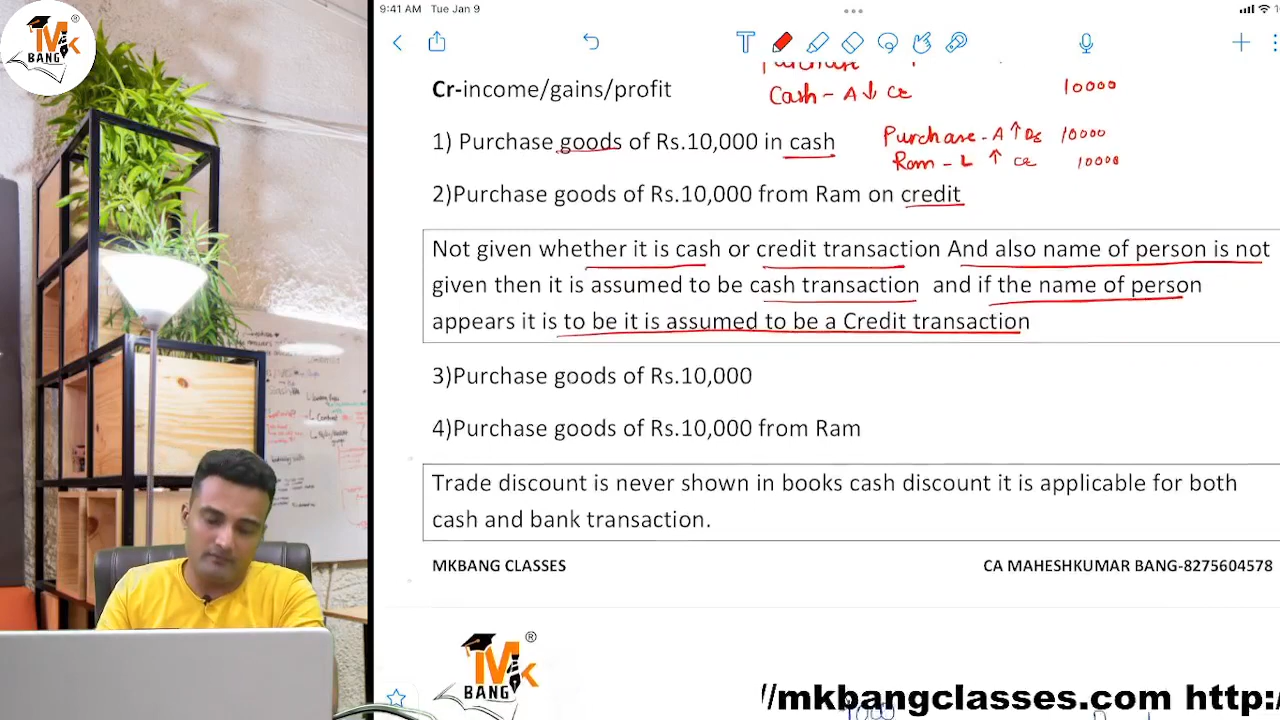 9:41 AM Tue Jan 9
MK
BANG
®
T
Cash - A ↓ Cr 10000
Cr-income/gains/profit
1) Purchase goods of Rs.10,000 in cash
Purchase - A ↑ Dr 10000
Ram - L ↑ Cr 10000
2)Purchase goods of Rs.10,000 from Ram on credit
Not given whether it is cash or credit transaction And also name of person is not
given then it is assumed to be cash transaction and if the name of person
appears it is to be it is assumed to be a Credit transaction
3)Purchase goods of Rs.10,000
4)Purchase goods of Rs.10,000 from Ram
Trade discount is never shown in books cash discount it is applicable for both
cash and bank transaction.
MKBANG CLASSES CA MAHESHKUMAR BANG-8275604578
MK
BANG
®
//mkbangclasses.com http:/